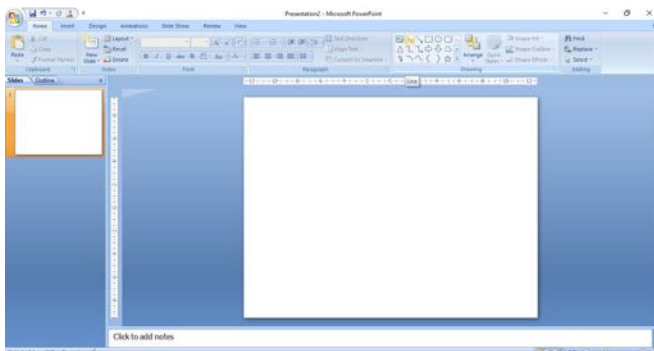 Presentation2 - Microsoft PowerPoint
Home Insert Design Animations Slide Show Review View
Cut
Copy
Format Painter
Paste
Clipboard
New
Slide
Layout
Reset
Delete
Slides
Font
Text Direction
Align Text
Convert to SmartArt
Paragraph
Arrange
Quick
Styles
Shape Fill
Shape Outline
Shape Effects
Drawing
Find
Replace
Select
Editing
Slides Outline
Line
1
Click to add notes